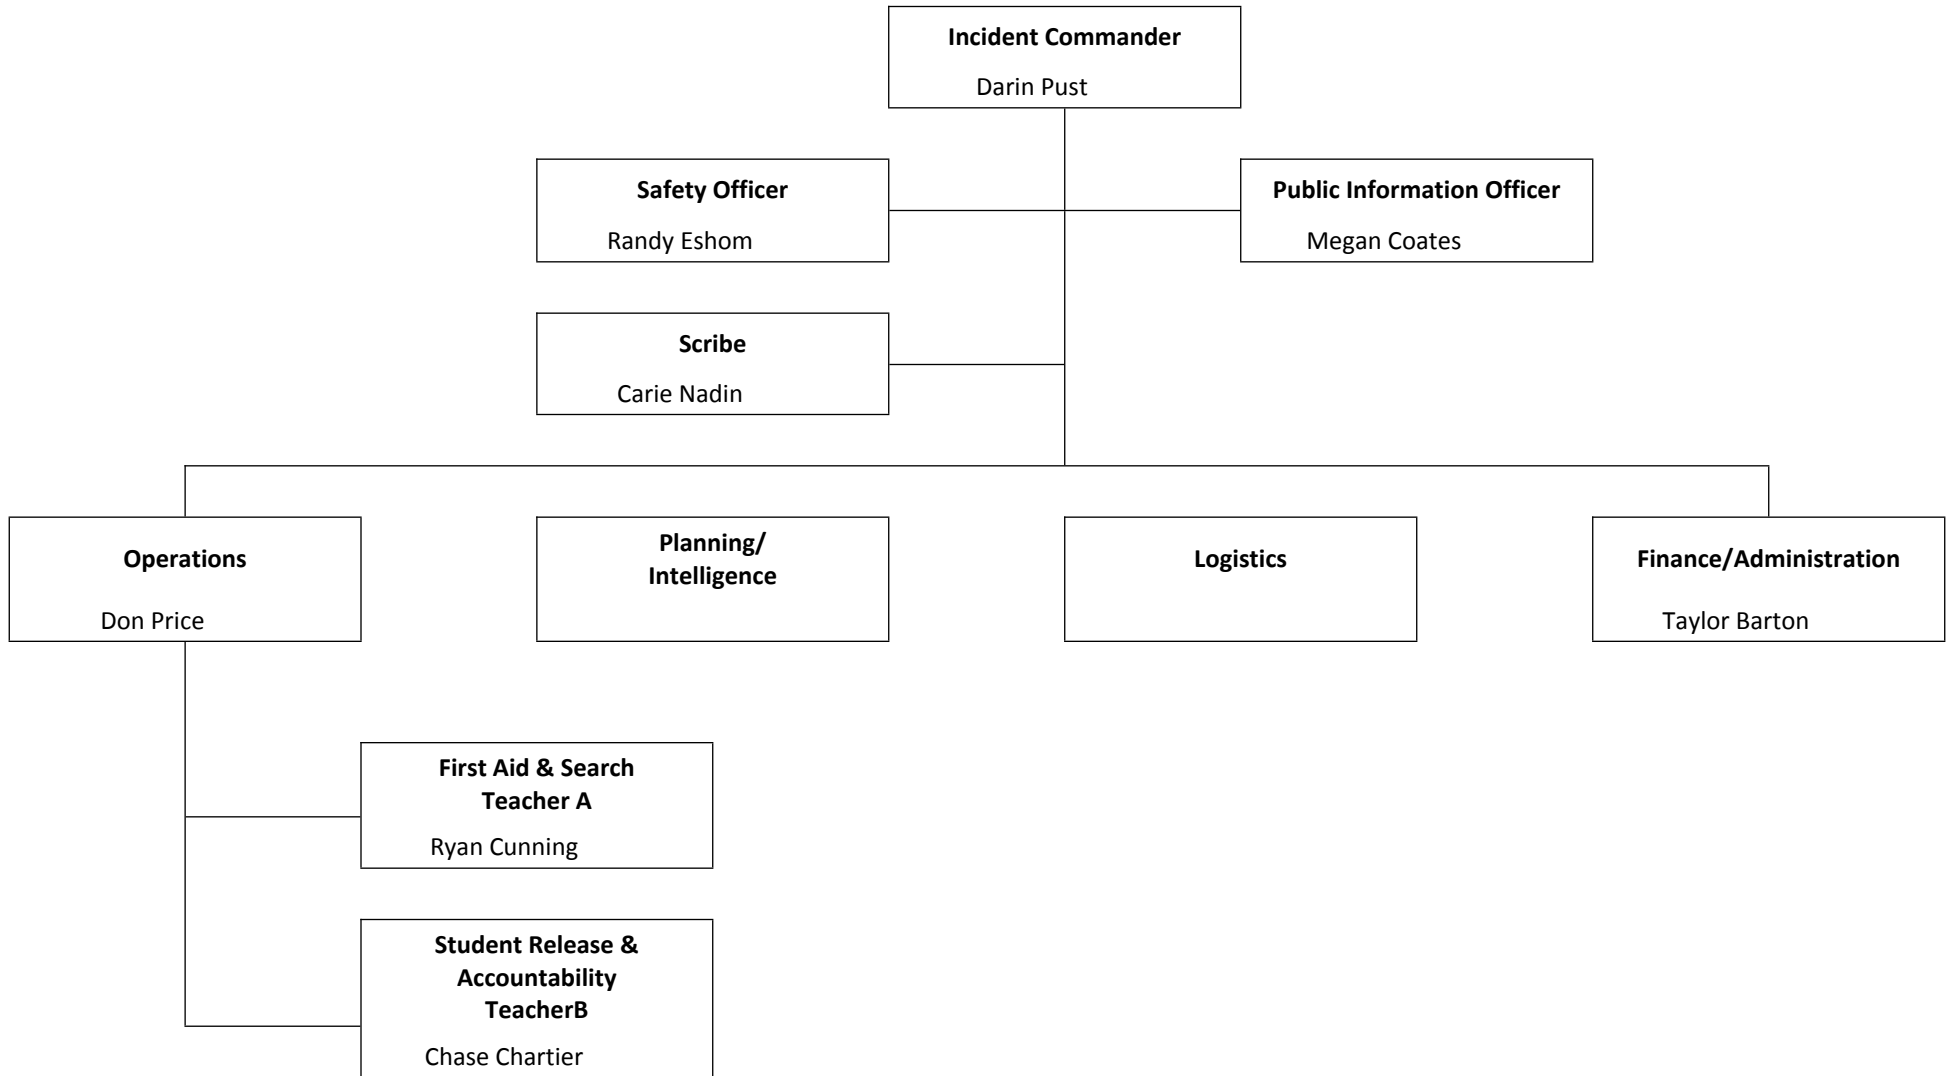 Incident Commander
Darin Pust
Safety Officer
Randy Eshom
Public Information Officer
Megan Coates
Scribe
Carie Nadin
Operations
Don Price
Planning/
Intelligence
Logistics
Finance/Administration
Taylor Barton
First Aid & Search
Teacher A
Ryan Cunning
Student Release &
Accountability
TeacherB
Chase Chartier